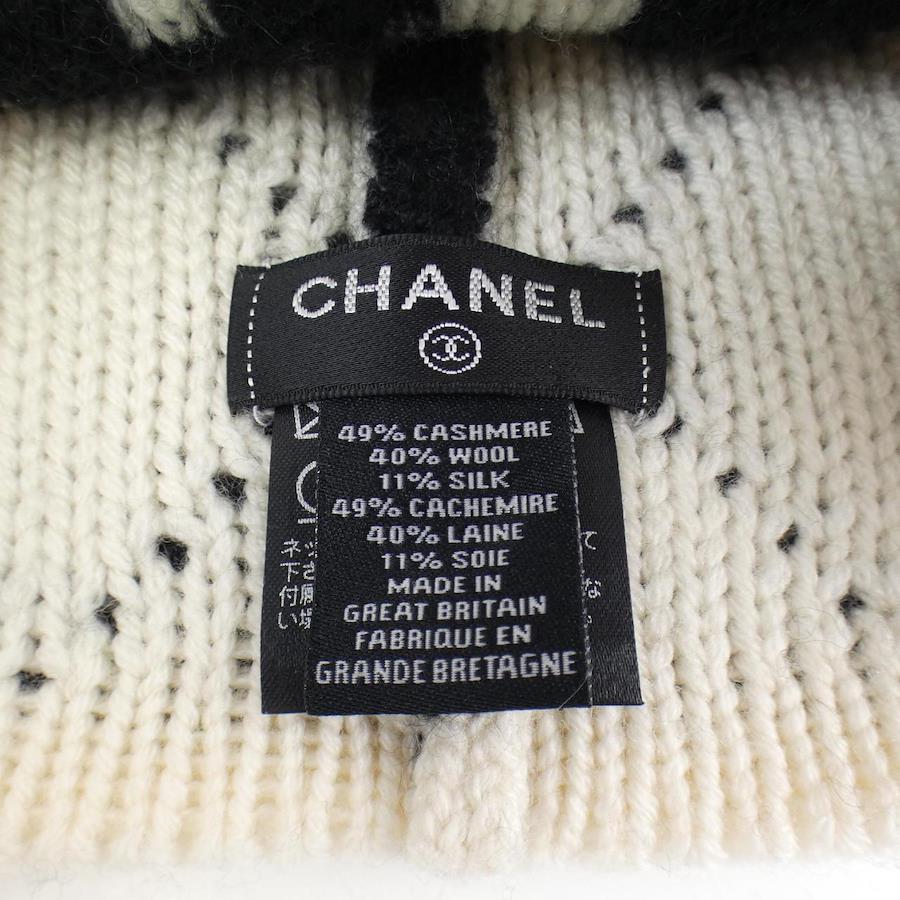 CHANEL
49% CASHMERE
40% WOOL
11% SILK
49% CACHEMIRE
40% LAINE
11% SOIE
MADE IN
GREAT BRITAIN
FABRIQUE EN
GRANDE BRETAGNE